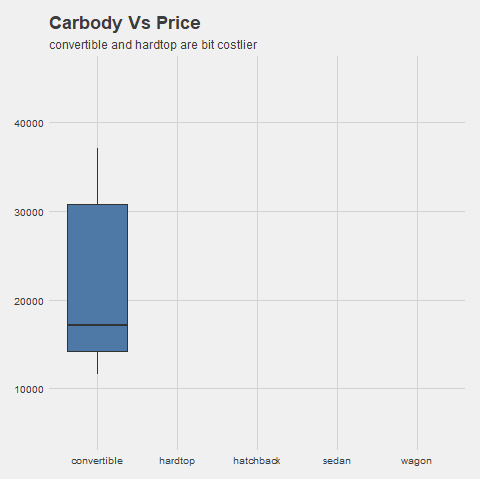 Carbody Vs Price
convertible and hardtop are bit costlier
40000
30000
20000
10000
convertible hardtop hatchback sedan wagon